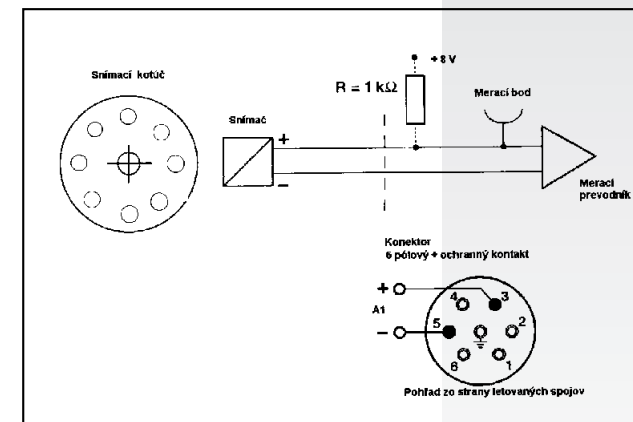 Snímací kotúč
Snímač
+
−
R = 1 kΩ
+ 8 V
Merací bod
Merací
prevodník
Konektor
6 pólový + ochranný kontakt
+
A1
−
4
3
5
2
6
1
Pohľad zo strany letovaných spojov